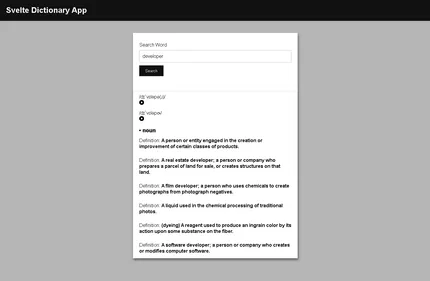 Svelte Dictionary App
Search Word
developer
Search
• noun
Definition: A person or entity engaged in the creation or
improvement of certain classes of products.
Definition: A real estate developer; a person or company who
prepares a parcel of land for sale, or creates structures on that
land.
Definition: A film developer; a person who uses chemicals to create
photographs from photograph negatives.
Definition: A liquid used in the chemical processing of traditional
photos.
Definition: (dyeing) A reagent used to produce an ingrain color by its
action upon some substance on the fiber.
Definition: A software developer; a person or company who creates
or modifies computer software.